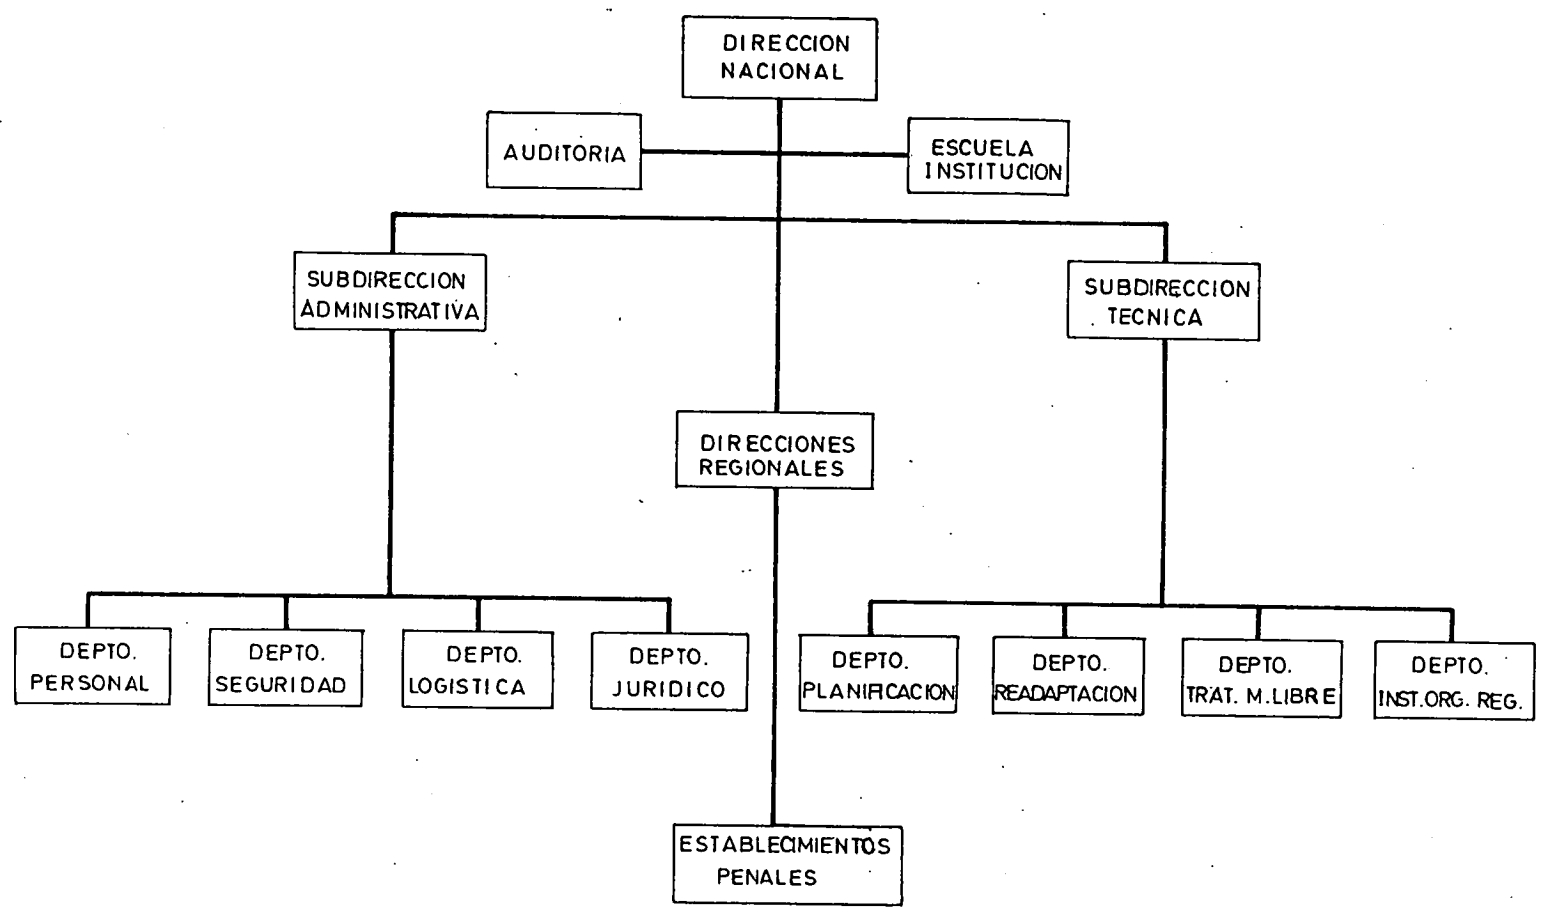 DIRECCION
NACIONAL
AUDITORIA
ESCUELA
INSTITUCION
SUBDIRECCION
ADMINISTRATIVA
SUBDIRECCION
TECNICA
DIRECCIONES
REGIONALES
DEPTO.
PERSONAL
DEPTO.
SEGURIDAD
DEPTO.
LOGISTICA
DEPTO.
JURIDICO
DEPTO.
PLANIFICACION
DEPTO.
READAPTACION
DEPTO.
TRAT. M.LIBRE
DEPTO.
INST.ORG. REG.
ESTABLECIMIENTOS
PENALES